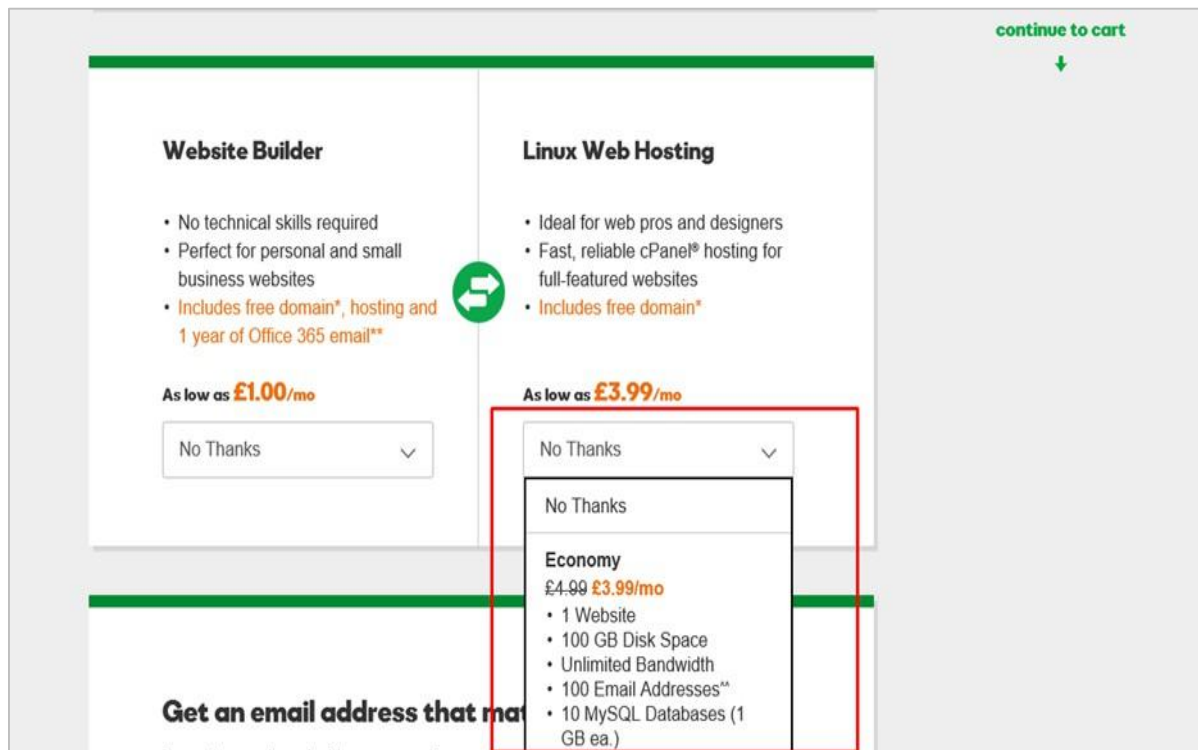 continue to cart
Website Builder
• No technical skills required
• Perfect for personal and small
business websites
• Includes free domain*, hosting and
1 year of Office 365 email**
As low as £1.00/mo
No Thanks
Linux Web Hosting
• Ideal for web pros and designers
• Fast, reliable cPanel® hosting for
full-featured websites
• Includes free domain*
As low as £3.99/mo
No Thanks
No Thanks
Economy
£4.99 £3.99/mo
• 1 Website
• 100 GB Disk Space
• Unlimited Bandwidth
• 100 Email Addresses^^
• 10 MySQL Databases (1
GB ea.)
Get an email address that mat